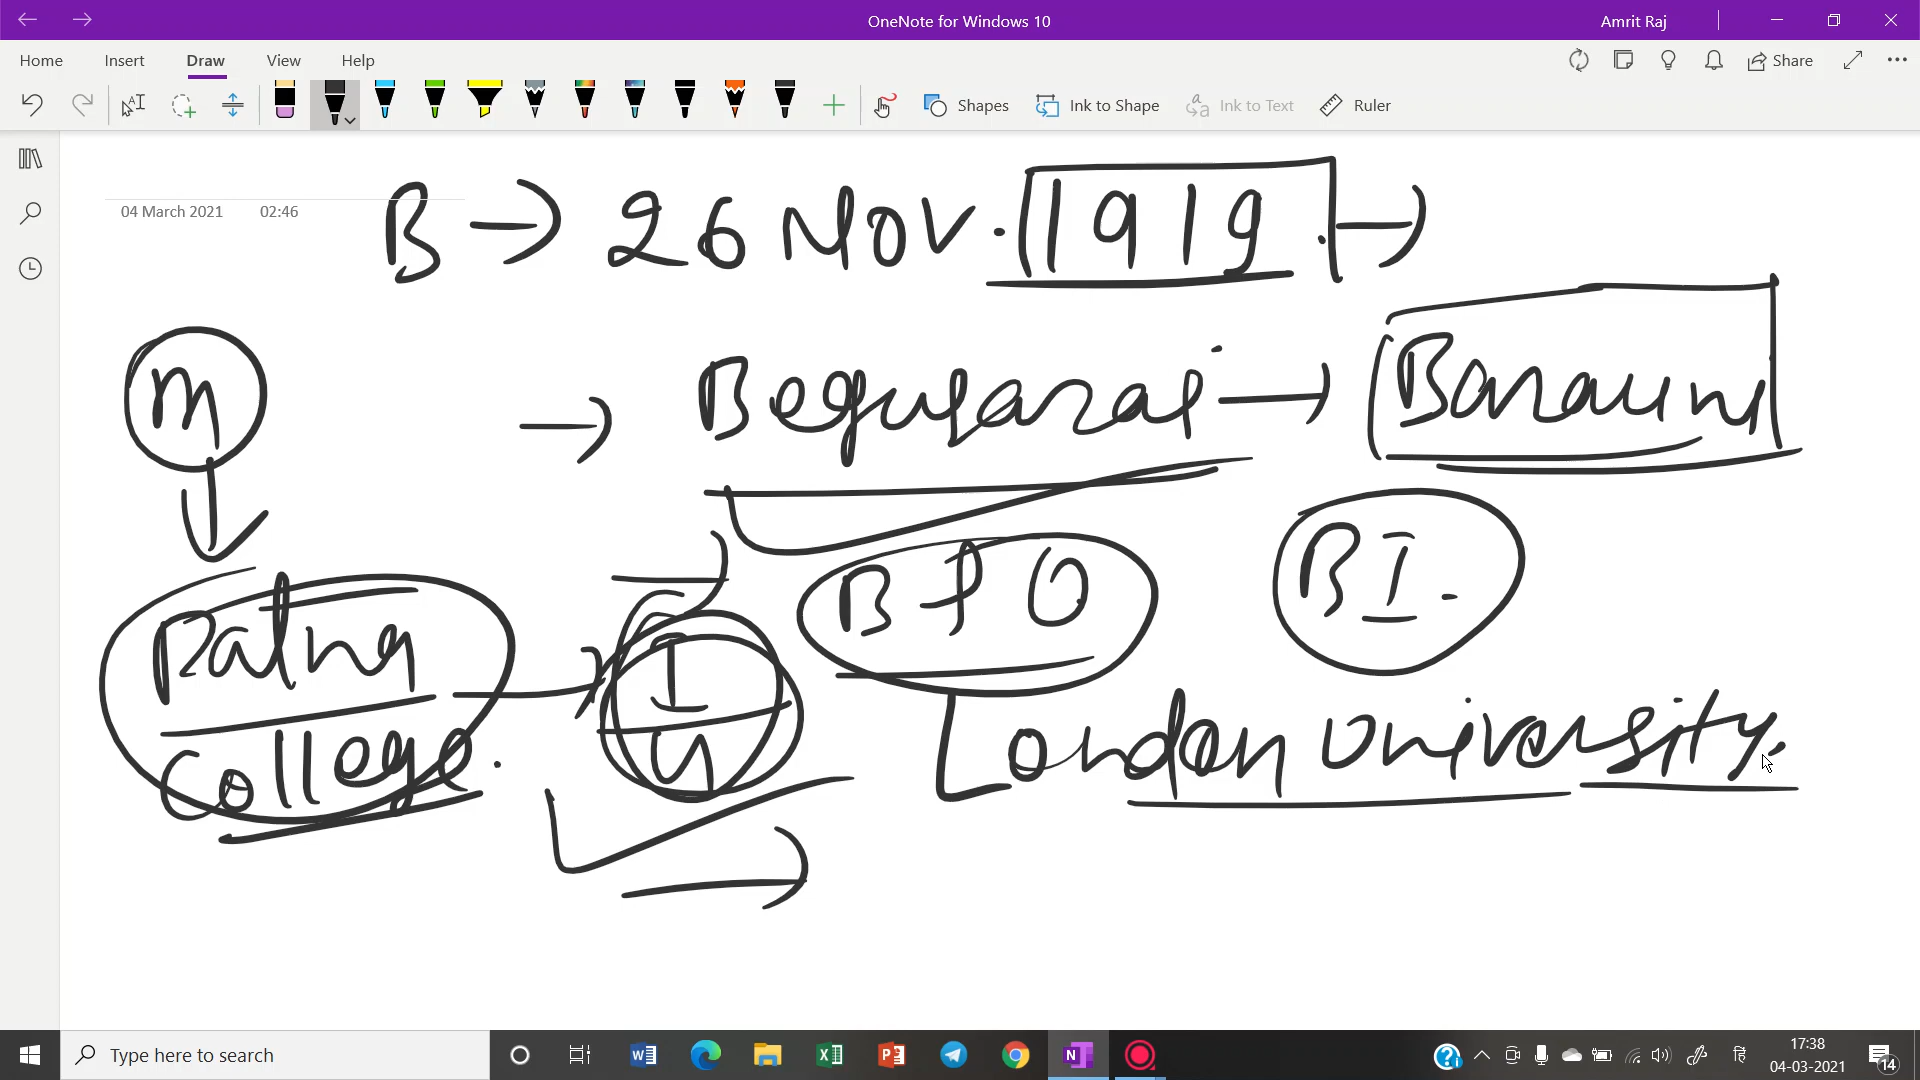 OneNote for Windows 10
Amrit Raj
Home Insert Draw View Help
Share
Shapes Ink to Shape Ink to Text Ruler
04 March 2021 02:46
B → 26 Nov. 1919. →
M
→ Begusarai → Barauni
BPO
BI.
Patna
College.
I
U
London University.
Type here to search
17:38
04-03-2021
14